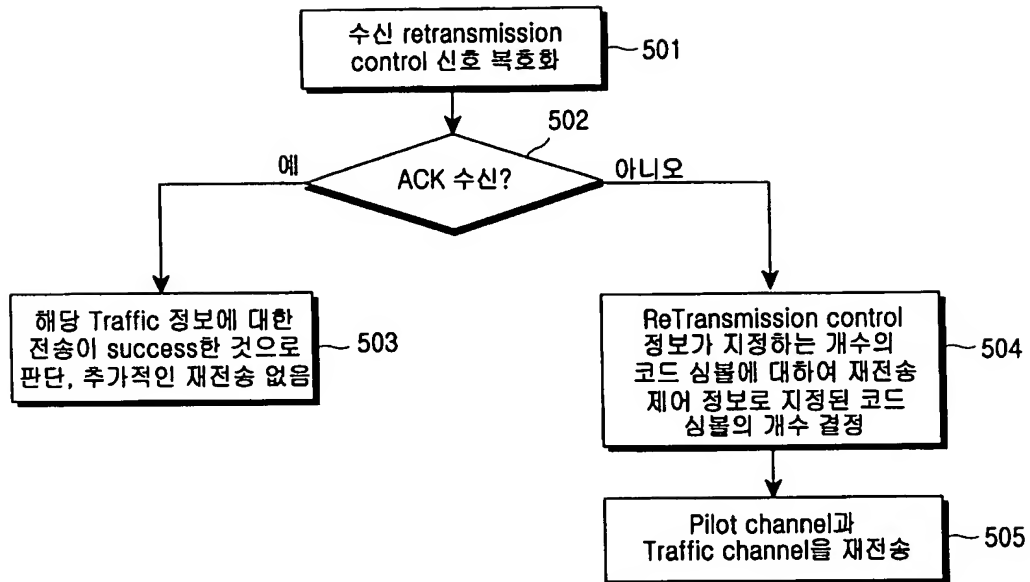 수신 retransmission
control 신호 복호화
501
502
예
ACK 수신?
아니오
해당 Traffic 정보에 대한
전송이 success한 것으로
판단, 추가적인 재전송 없음
503
ReTransmission control
정보가 지정하는 개수의
코드 심볼에 대하여 재전송
제어 정보로 지정된 코드
심볼의 개수 결정
504
Pilot channel과
Traffic channel을 재전송
505